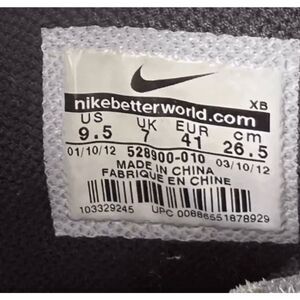 XB
nikebetterworld.com
US UK EUR cm
9.5 7 41 26.5
01/10/12 528900-010 03/10/12
MADE IN CHINA
FABRIQUE EN CHINE
103329245 UPC 00886551878929